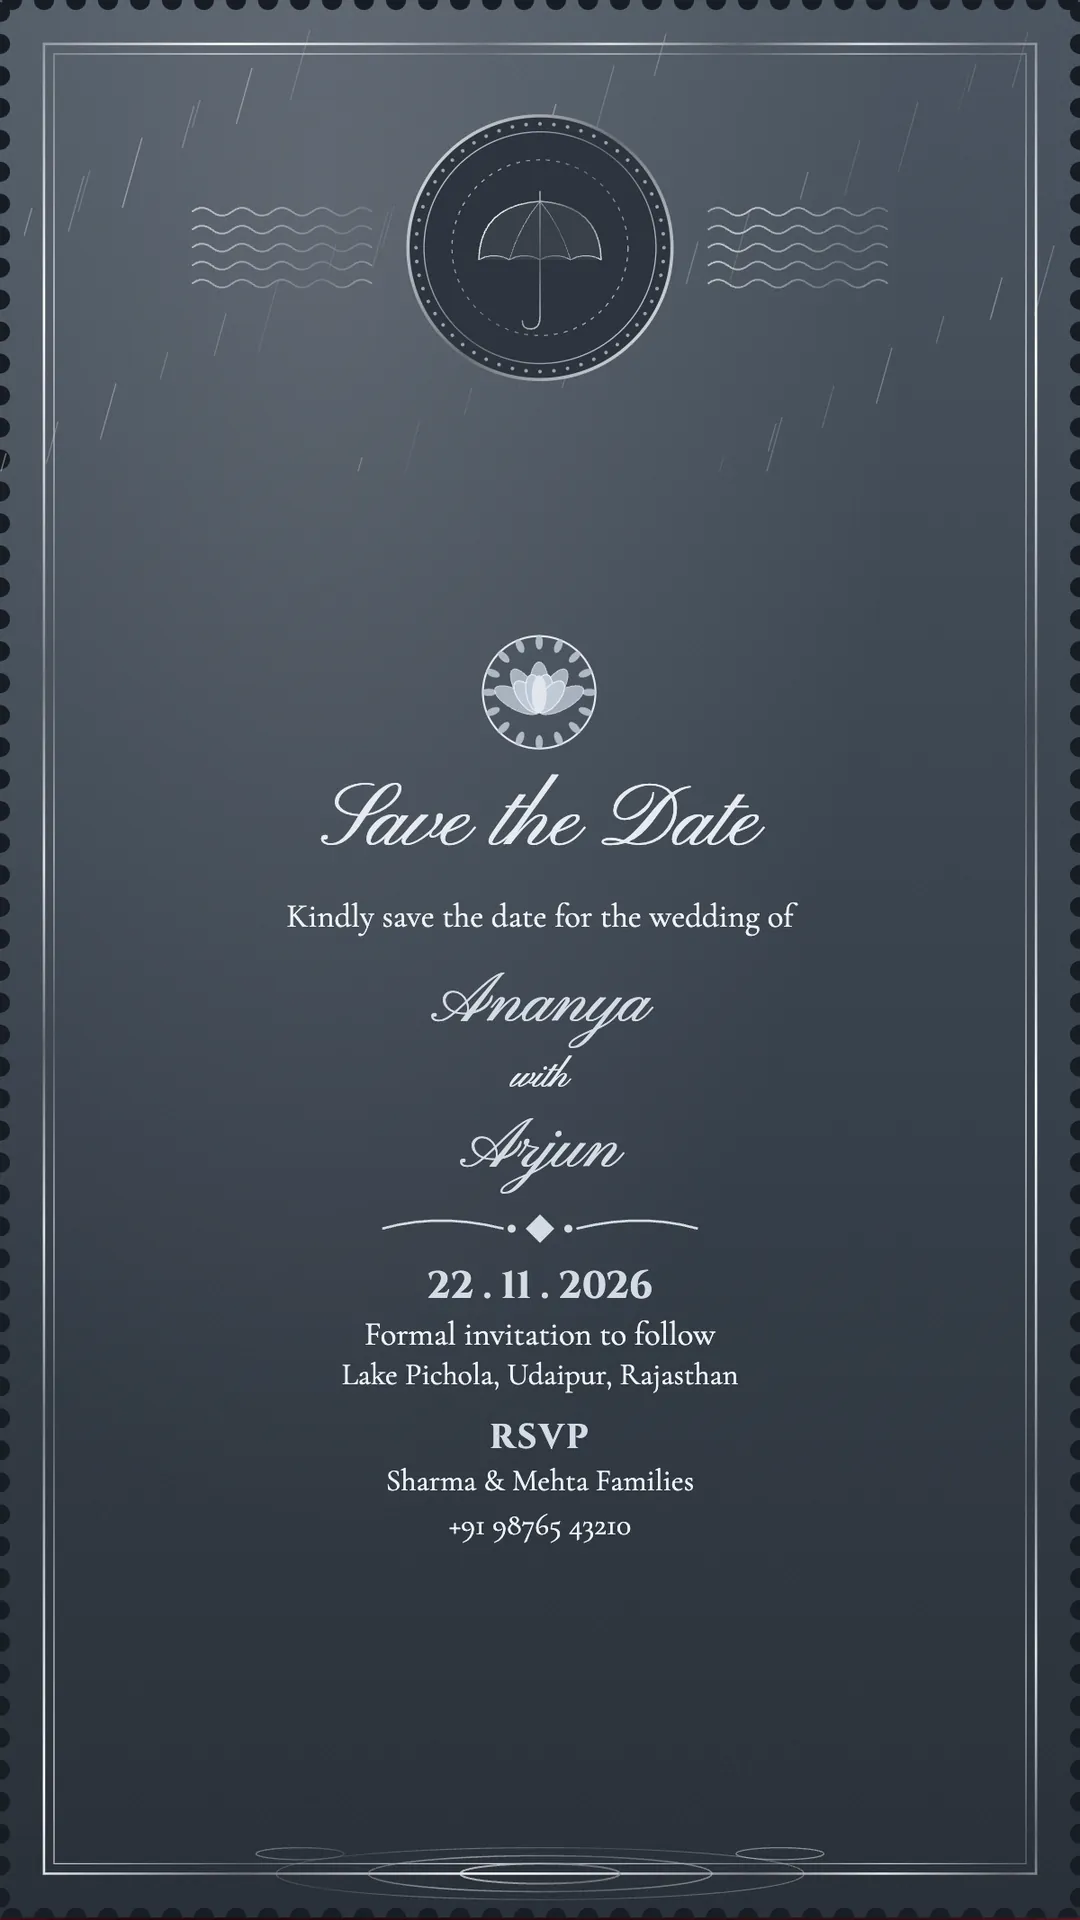 Save the Date
Kindly save the date for the wedding of
Ananya
with
Arjun
22 . 11 . 2026
Formal invitation to follow
Lake Pichola, Udaipur, Rajasthan
RSVP
Sharma & Mehta Families
+91 98765 43210